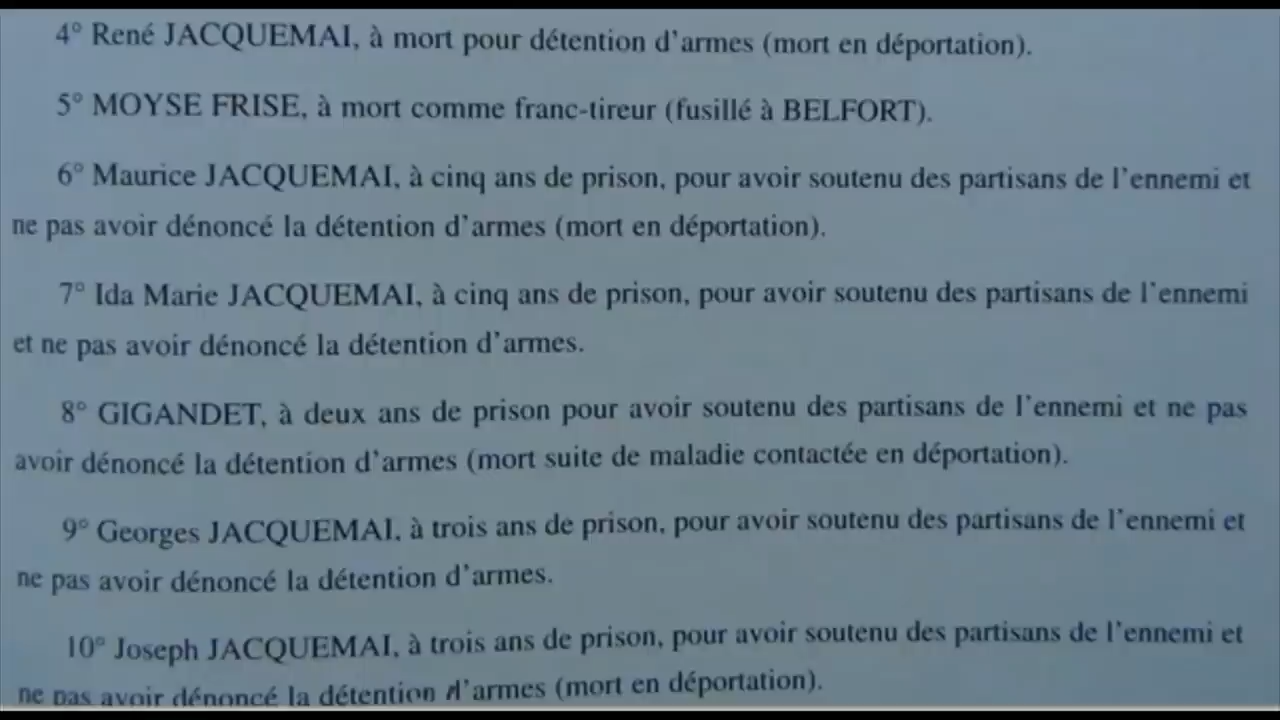 4° René JACQUEMAI, à mort pour détention d'armes (mort en déportation).
5° MOYSE FRISE, à mort comme franc-tireur (fusillé à BELFORT).
6° Maurice JACQUEMAI, à cinq ans de prison, pour avoir soutenu des partisans de l'ennemi et
ne pas avoir dénoncé la détention d'armes (mort en déportation).
7° Ida Marie JACQUEMAI, à cinq ans de prison, pour avoir soutenu des partisans de l'ennemi
et ne pas avoir dénoncé la détention d'armes.
8° GIGANDET, à deux ans de prison pour avoir soutenu des partisans de l'ennemi et ne pas
avoir dénoncé la détention d'armes (mort suite de maladie contactée en déportation).
9° Georges JACQUEMAI, à trois ans de prison, pour avoir soutenu des partisans de l'ennemi et
ne pas avoir dénoncé la détention d'armes.
10° Joseph JACQUEMAI, à trois ans de prison, pour avoir soutenu des partisans de l'ennemi et
ne pas avoir dénoncé la détention d'armes (mort en déportation).